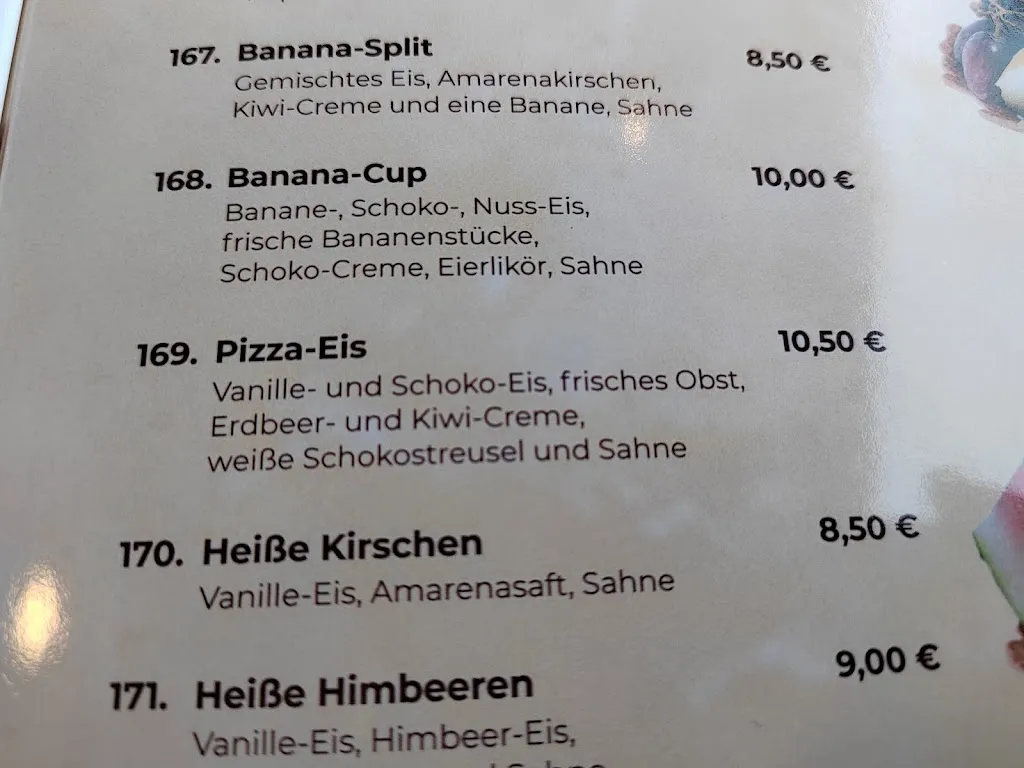 167. Banana-Split 8,50 €
Gemischtes Eis, Amarenakirschen,
Kiwi-Creme und eine Banane, Sahne
168. Banana-Cup 10,00 €
Banane-, Schoko-, Nuss-Eis,
frische Bananenstücke,
Schoko-Creme, Eierlikör, Sahne
169. Pizza-Eis 10,50 €
Vanille- und Schoko-Eis, frisches Obst,
Erdbeer- und Kiwi-Creme,
weiße Schokostreusel und Sahne
170. Heiße Kirschen 8,50 €
Vanille-Eis, Amarenasaft, Sahne
171. Heiße Himbeeren 9,00 €
Vanille-Eis, Himbeer-Eis,